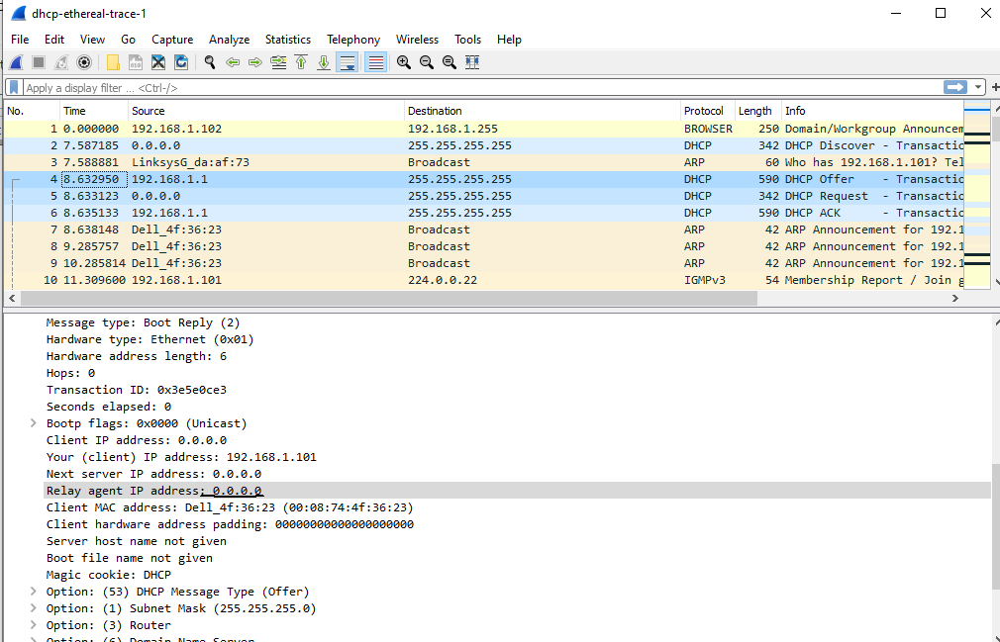 dhcp-ethereal-trace-1
File Edit View Go Capture Analyze Statistics Telephony Wireless Tools Help
Apply a display filter ... <Ctrl-/>
No. Time Source Destination Protocol Length Info
1 0.000000 192.168.1.102 192.168.1.255 BROWSER 250 Domain/Workgroup Announcem
2 7.587185 0.0.0.0 255.255.255.255 DHCP 342 DHCP Discover - Transactio
3 7.588881 LinksysG_da:af:73 Broadcast ARP 60 Who has 192.168.1.101? Tel
4 8.632950 192.168.1.1 255.255.255.255 DHCP 590 DHCP Offer - Transactio
5 8.633123 0.0.0.0 255.255.255.255 DHCP 342 DHCP Request - Transactio
6 8.635133 192.168.1.1 255.255.255.255 DHCP 590 DHCP ACK - Transactio
7 8.638148 Dell_4f:36:23 Broadcast ARP 42 ARP Announcement for 192.1
8 9.285757 Dell_4f:36:23 Broadcast ARP 42 ARP Announcement for 192.1
9 10.285814 Dell_4f:36:23 Broadcast ARP 42 ARP Announcement for 192.1
10 11.309600 192.168.1.101 224.0.0.22 IGMPv3 54 Membership Report / Join g
Message type: Boot Reply (2)
Hardware type: Ethernet (0x01)
Hardware address length: 6
Hops: 0
Transaction ID: 0x3e5e0ce3
Seconds elapsed: 0
Bootp flags: 0x0000 (Unicast)
Client IP address: 0.0.0.0
Your (client) IP address: 192.168.1.101
Next server IP address: 0.0.0.0
Relay agent IP address: 0.0.0.0
Client MAC address: Dell_4f:36:23 (00:08:74:4f:36:23)
Client hardware address padding: 00000000000000000000
Server host name not given
Boot file name not given
Magic cookie: DHCP
Option: (53) DHCP Message Type (Offer)
Option: (1) Subnet Mask (255.255.255.0)
Option: (3) Router
Option: (6) Domain Name Server